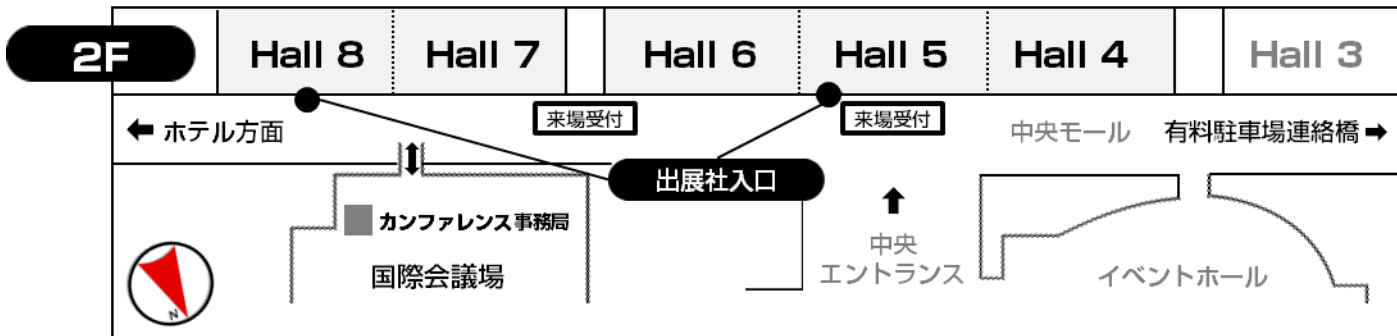 2F
Hall 8
Hall 7
Hall 6
Hall 5
Hall 4
Hall 3
来場受付
来場受付
← ホテル方面
中央モール
有料駐車場連絡橋 →
出展社入口
カンファレンス事務局
国際会議場
中央
エントランス
イベントホール
N